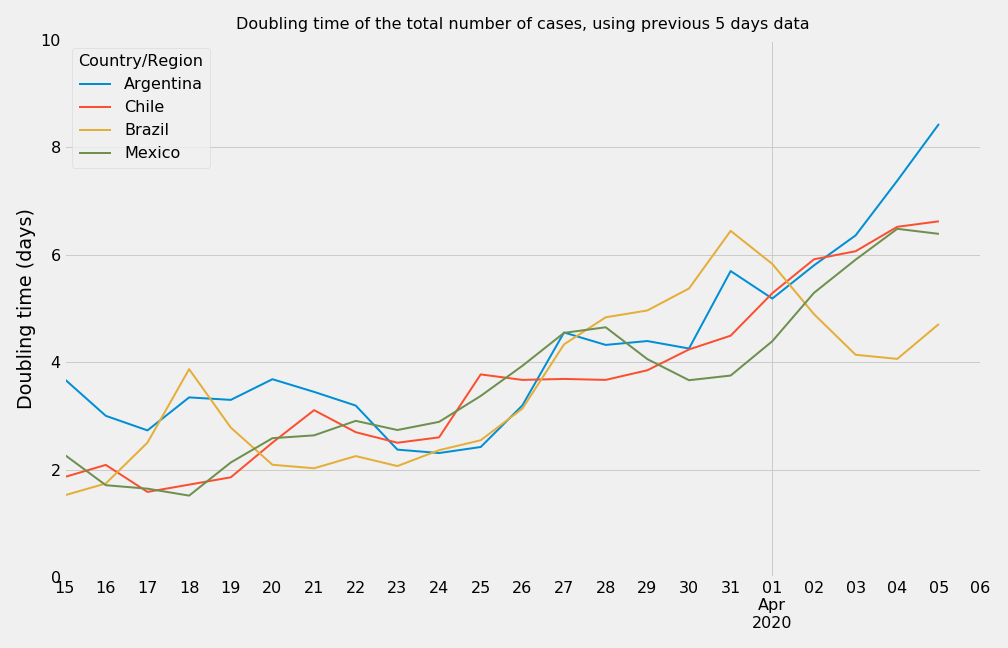 Doubling time of the total number of cases, using previous 5 days data
10
8
6
4
2
0
Doubling time (days)
Country/Region
Argentina
Chile
Brazil
Mexico
15 16 17 18 19 20 21 22 23 24 25 26 27 28 29 30 31 01 02 03 04 05 06
Apr
2020